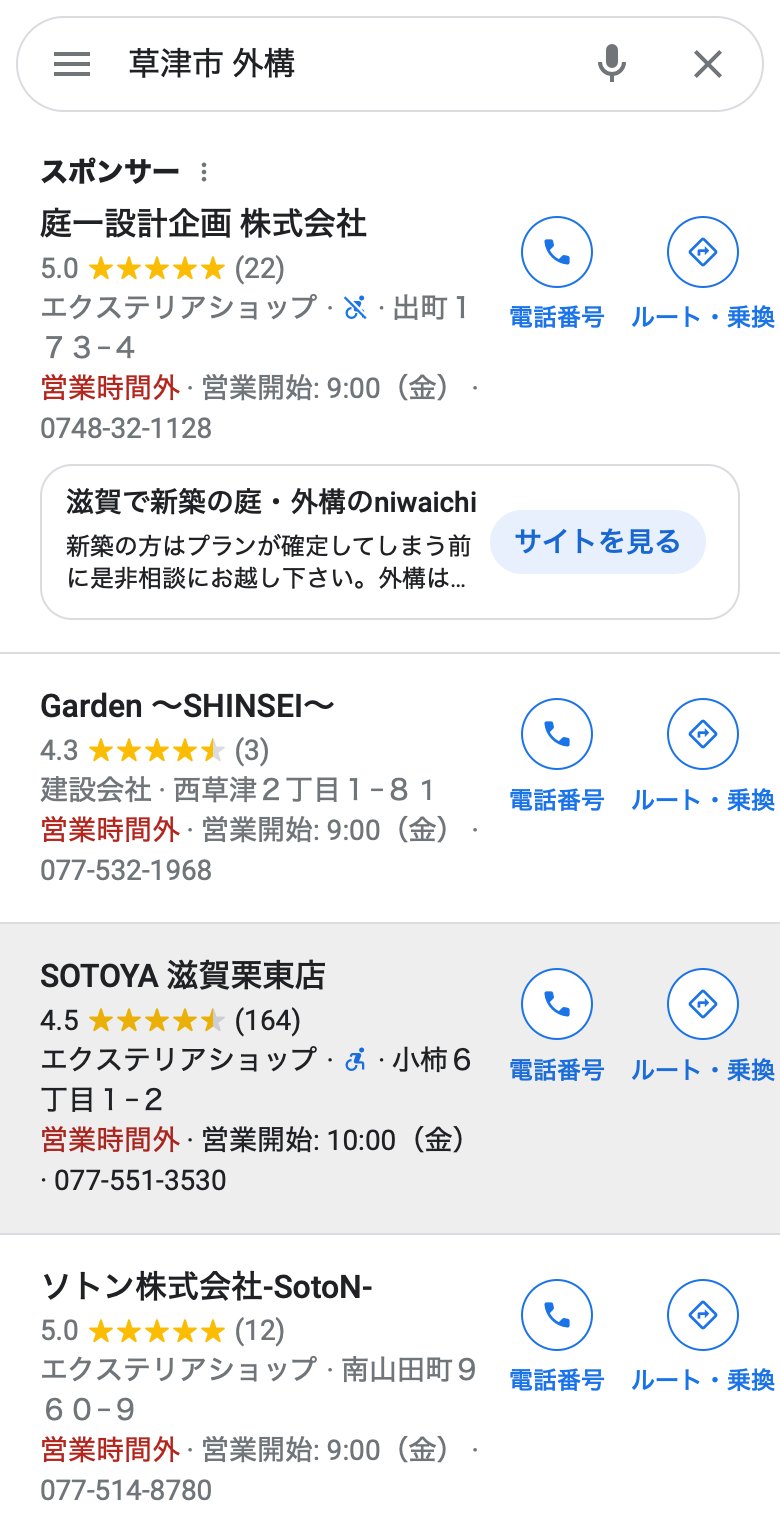 草津市 外構
スポンサー
庭一設計企画 株式会社
5.0 (22)
エクステリアショップ · · 出町１
７３−４
営業時間外 · 営業開始: 9:00（金） ·
0748-32-1128
電話番号
ルート・乗換
滋賀で新築の庭・外構のniwaichi
新築の方はプランが確定してしまう前
に是非相談にお越し下さい。外構は...
サイトを見る
Garden 〜SHINSEI〜
4.3 (3)
建設会社 · 西草津２丁目１−８１
営業時間外 · 営業開始: 9:00（金） ·
077-532-1968
電話番号
ルート・乗換
SOTOYA 滋賀栗東店
4.5 (164)
エクステリアショップ · · 小柿６
丁目１−２
営業時間外 · 営業開始: 10:00（金）
· 077-551-3530
電話番号
ルート・乗換
ソトン株式会社-SotoN-
5.0 (12)
エクステリアショップ · 南山田町９
６０−９
営業時間外 · 営業開始: 9:00（金） ·
077-514-8780
電話番号
ルート・乗換